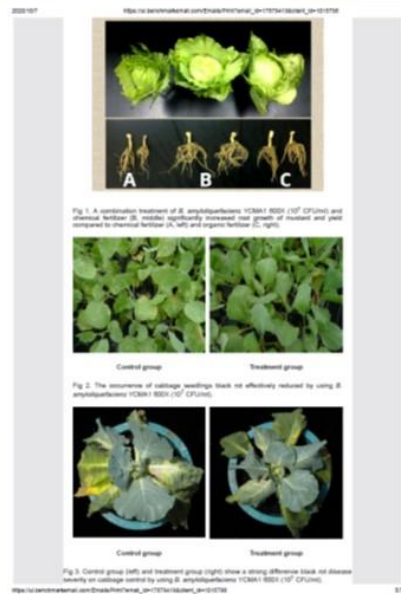 2022/10/7
A B C
Fig 1. A combination treatment of B. amyloliquefaciens YCMA1 600X (10⁷ CFU/ml) and
chemical fertilizer (B, middle) significantly increased root growth of mustard and yield
compared to chemical fertilizer (A, left) and organic fertilizer (C, right).
Control group Treatment group
Fig 2. The occurrence of cabbage seedlings black rot effectively reduced by using B.
amyloliquefaciens YCMA1 600X (10⁷ CFU/ml).
Control group Treatment group
Fig 3. Control group (left) and treatment group (right) show a strong difference black rot disease
severity on cabbage control by using B. amyloliquefaciens YCMA1 600X (10⁷ CFU/ml).